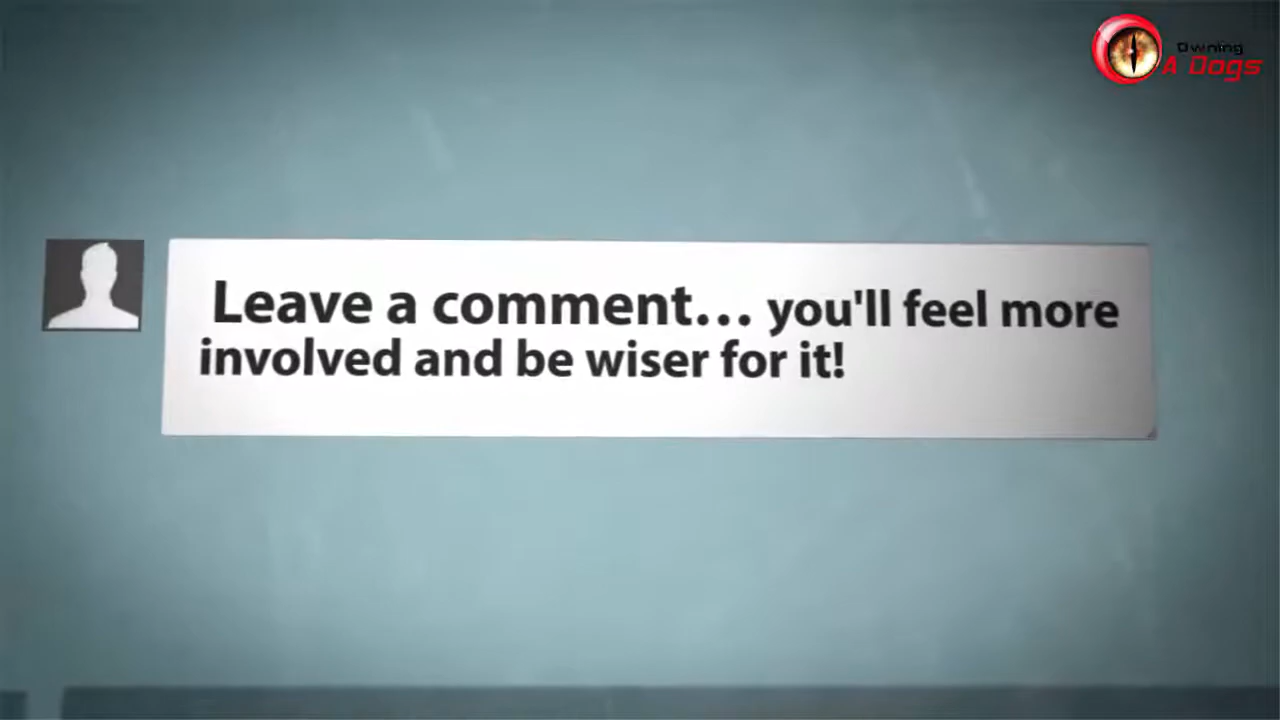 Owning
A Dogs
Leave a comment... you'll feel more
involved and be wiser for it!